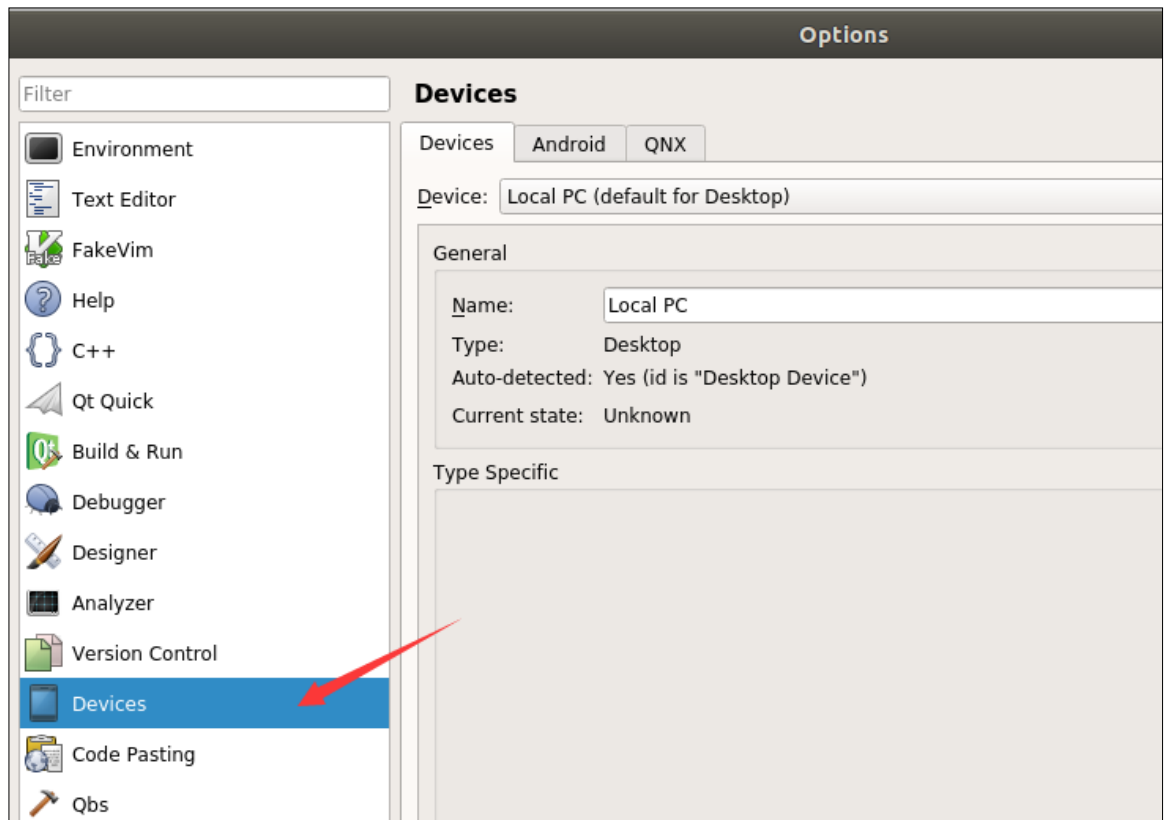 Options
Filter
Environment
Text Editor
FakeVim
Help
C++
Qt Quick
Build & Run
Debugger
Designer
Analyzer
Version Control
Devices
Code Pasting
Qbs
Devices
Devices Android QNX
Device: Local PC (default for Desktop)
General
Name: Local PC
Type: Desktop
Auto-detected: Yes (id is "Desktop Device")
Current state: Unknown
Type Specific